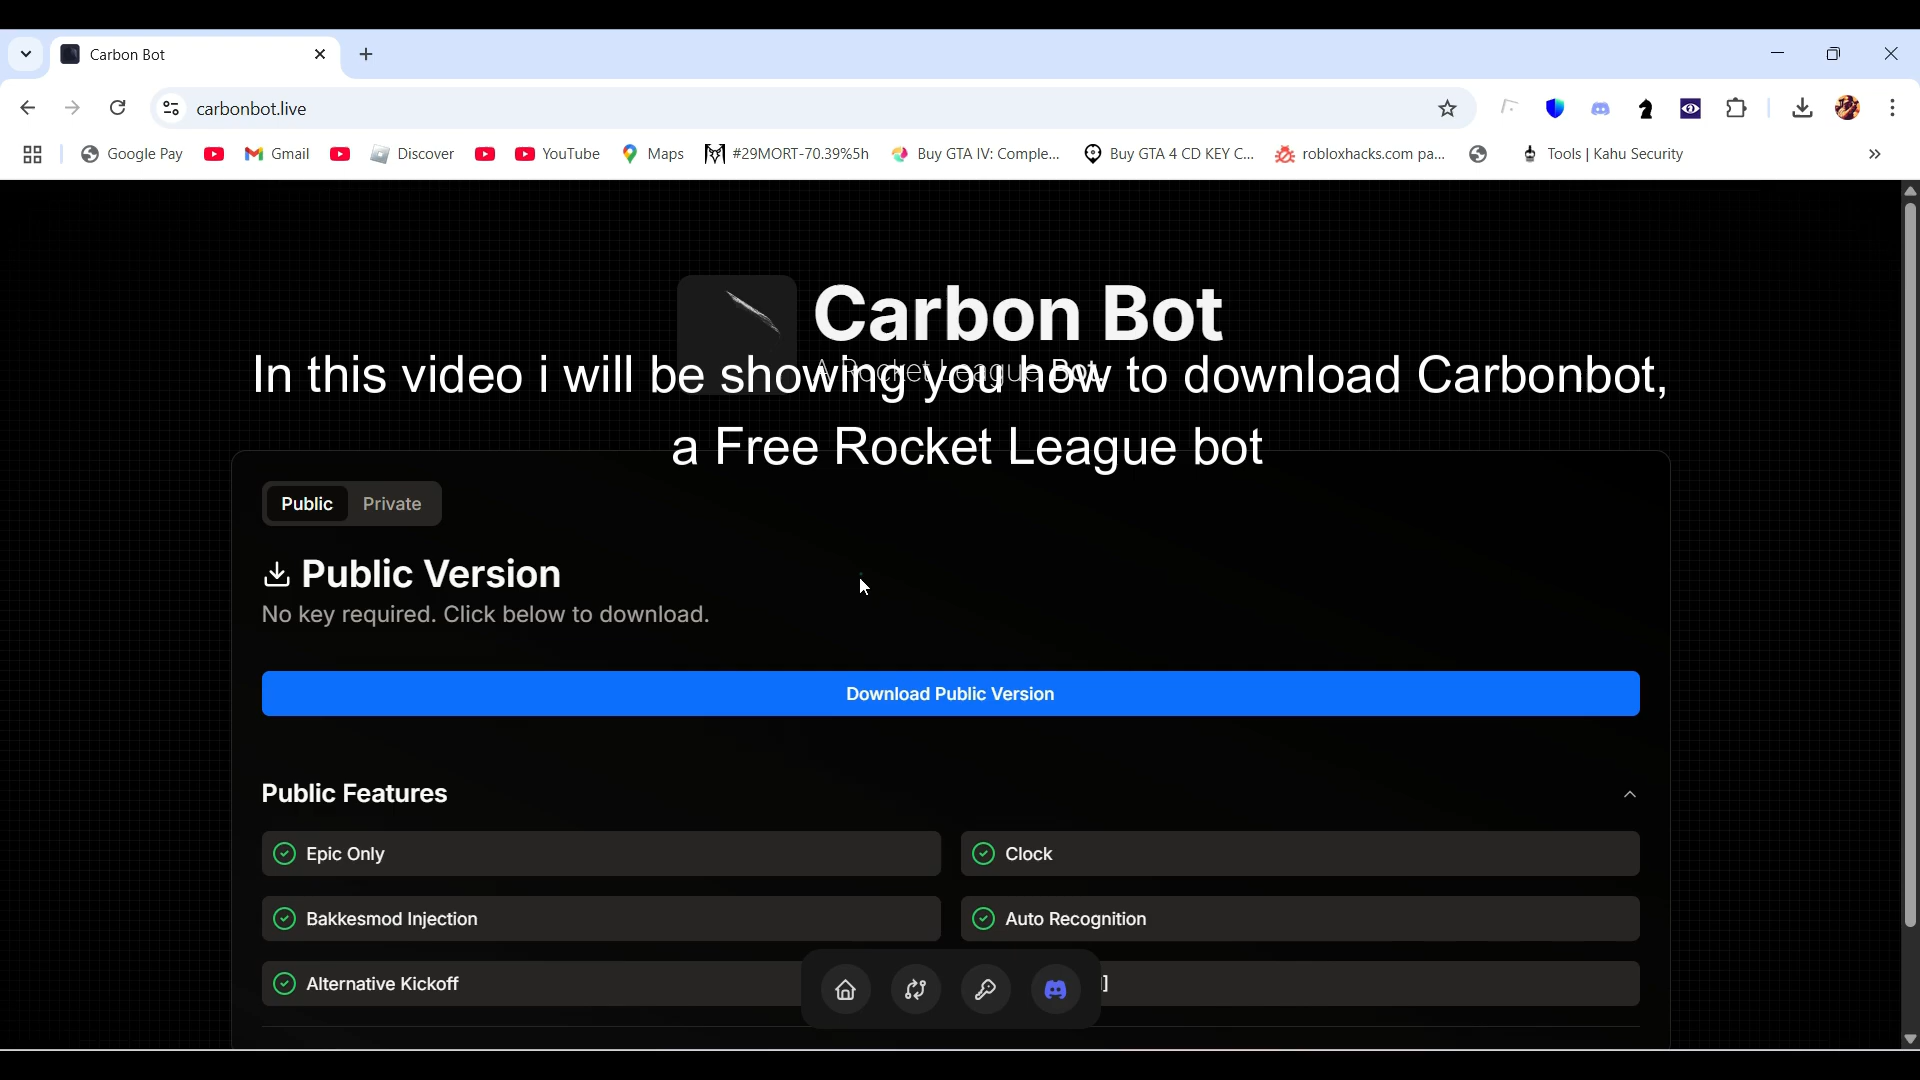 Carbon Bot
carbonbot.live
Google Pay
Gmail
Discover
YouTube
Maps
#29MORT-70.39%5h
Buy GTA IV: Comple...
Buy GTA 4 CD KEY C...
robloxhacks.com pa...
Tools | Kahu Security
Carbon Bot
A Rocket League Bot.
In this video i will be showing you how to download Carbonbot,
a Free Rocket League bot
Public
Private
Public Version
No key required. Click below to download.
Download Public Version
Public Features
Epic Only
Clock
Bakkesmod Injection
Auto Recognition
Alternative Kickoff
]